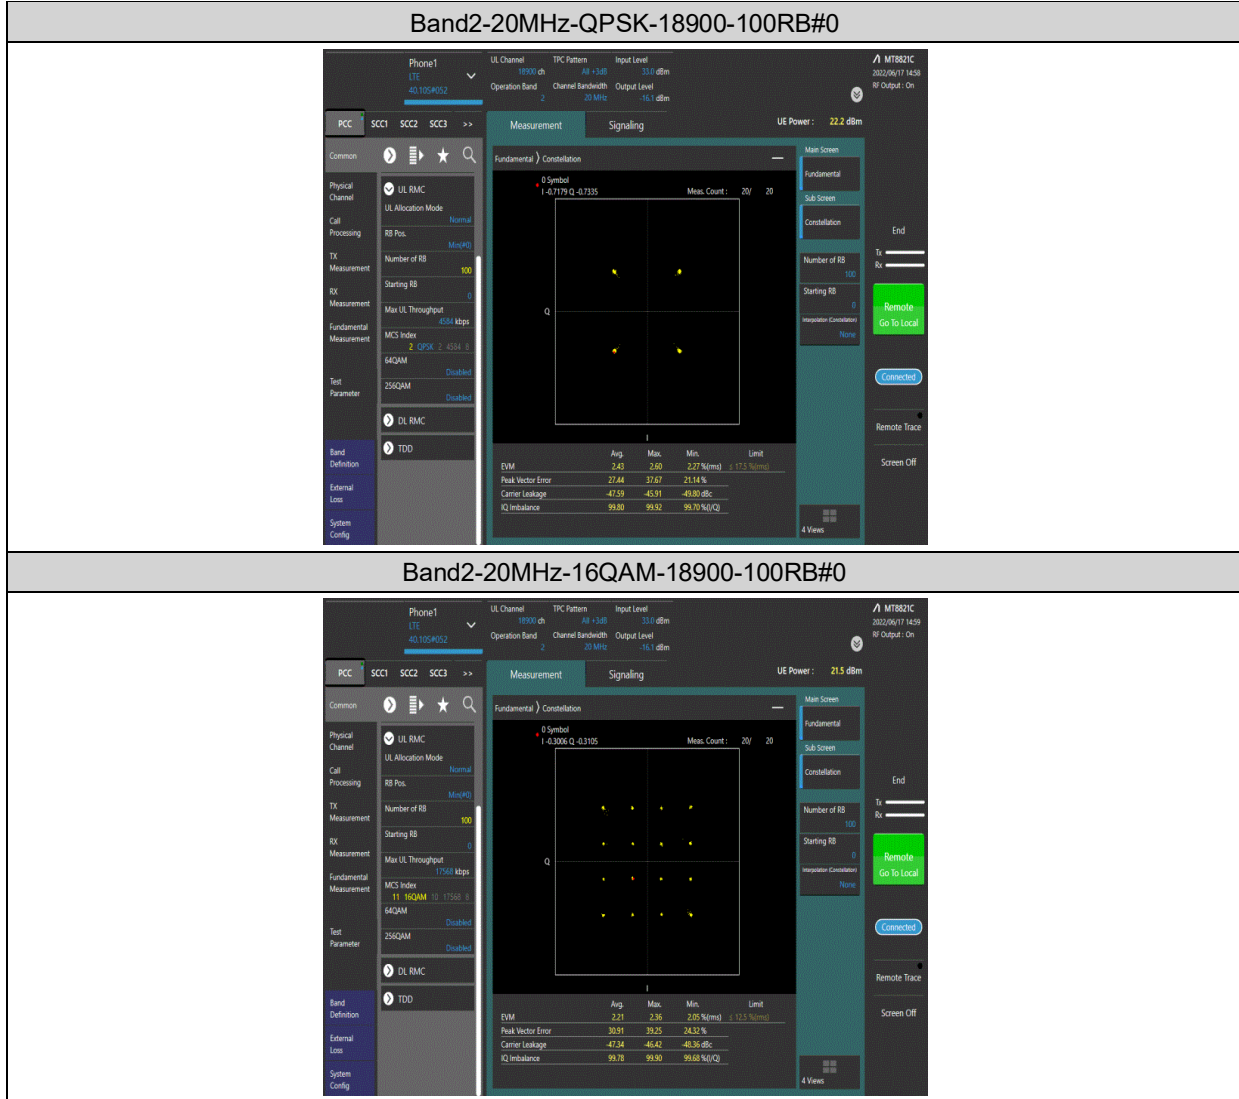 Band2-20MHz-QPSK-18900-100RB#0
Phone1
LTE
40.10S#052
UL Channel TPC Pattern Input Level
18900 ch All +3dB 33.0 dBm
Operation Band Channel Bandwidth Output Level
2 20 MHz -16.1 dBm
MT8821C
2022/06/17 14:58
RF Output : On
PCC SCC1 SCC2 SCC3 >>
Measurement Signaling
UE Power : 22.2 dBm
Common
Physical Channel
Call Processing
TX Measurement
RX Measurement
Fundamental Measurement
Test Parameter
Band Definition
External Loss
System Config
UL RMC
UL Allocation Mode
Normal
RB Pos.
Min(#0)
Number of RB
100
Starting RB
0
Max UL Throughput
4584 kbps
MCS Index
2 QPSK 2 4584 8
64QAM
Disabled
256QAM
Disabled
DL RMC
TDD
Fundamental > Constellation
0 Symbol
I -0.7179 Q -0.7335 Meas. Count : 20/ 20
Q
I
Avg. Max. Min. Limit
EVM 2.43 2.60 2.27 %(rms) ≤ 17.5 %(rms)
Peak Vector Error 27.44 37.67 21.14 %
Carrier Leakage -47.59 -45.91 -49.80 dBc
IQ Imbalance 99.80 99.92 99.70 %(I/Q)
Main Screen
Fundamental
Sub Screen
Constellation
Number of RB
100
Starting RB
0
Interpolation (Constellation)
None
4 Views
End
Tx
Rx
Remote
Go To Local
Connected
Remote Trace
Screen Off
Band2-20MHz-16QAM-18900-100RB#0
Phone1
LTE
40.10S#052
UL Channel TPC Pattern Input Level
18900 ch All +3dB 33.0 dBm
Operation Band Channel Bandwidth Output Level
2 20 MHz -16.1 dBm
MT8821C
2022/06/17 14:59
RF Output : On
PCC SCC1 SCC2 SCC3 >>
Measurement Signaling
UE Power : 21.5 dBm
Common
Physical Channel
Call Processing
TX Measurement
RX Measurement
Fundamental Measurement
Test Parameter
Band Definition
External Loss
System Config
UL RMC
UL Allocation Mode
Normal
RB Pos.
Min(#0)
Number of RB
100
Starting RB
0
Max UL Throughput
17568 kbps
MCS Index
11 16QAM 10 17568 8
64QAM
Disabled
256QAM
Disabled
DL RMC
TDD
Fundamental > Constellation
0 Symbol
I -0.3006 Q -0.3105 Meas. Count : 20/ 20
Q
I
Avg. Max. Min. Limit
EVM 2.21 2.36 2.05 %(rms) ≤ 12.5 %(rms)
Peak Vector Error 30.91 39.25 24.32 %
Carrier Leakage -47.34 -46.42 -48.36 dBc
IQ Imbalance 99.78 99.90 99.68 %(I/Q)
Main Screen
Fundamental
Sub Screen
Constellation
Number of RB
100
Starting RB
0
Interpolation (Constellation)
None
4 Views
End
Tx
Rx
Remote
Go To Local
Connected
Remote Trace
Screen Off